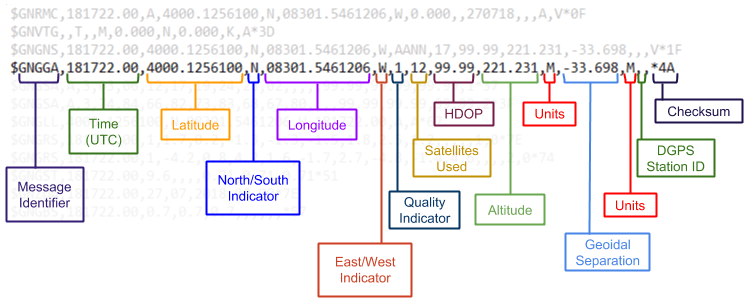 $GNRMC,181722.00,A,4000.1256100,N,08301.5461206,W,0.000,,270718,,,A,V*0F
$GNVTG,,T,,M,0.000,N,0.000,K,A*3D
$GNGNS,181722.00,4000.1256100,N,08301.5461206,W,AANN,17,99.99,221.231,-33.698,,,V*1F
$GNGGA,181722.00,4000.1256100,N,08301.5461206,W,1,12,99.99,221.231,M,-33.698,M,,*4A
HDOP
Units
Checksum
Time
(UTC)
Latitude
Longitude
Satellites
Used
DGPS
Station ID
Message
Identifier
North/South
Indicator
Quality
Indicator
Altitude
Units
Geoidal
Separation
East/West
Indicator